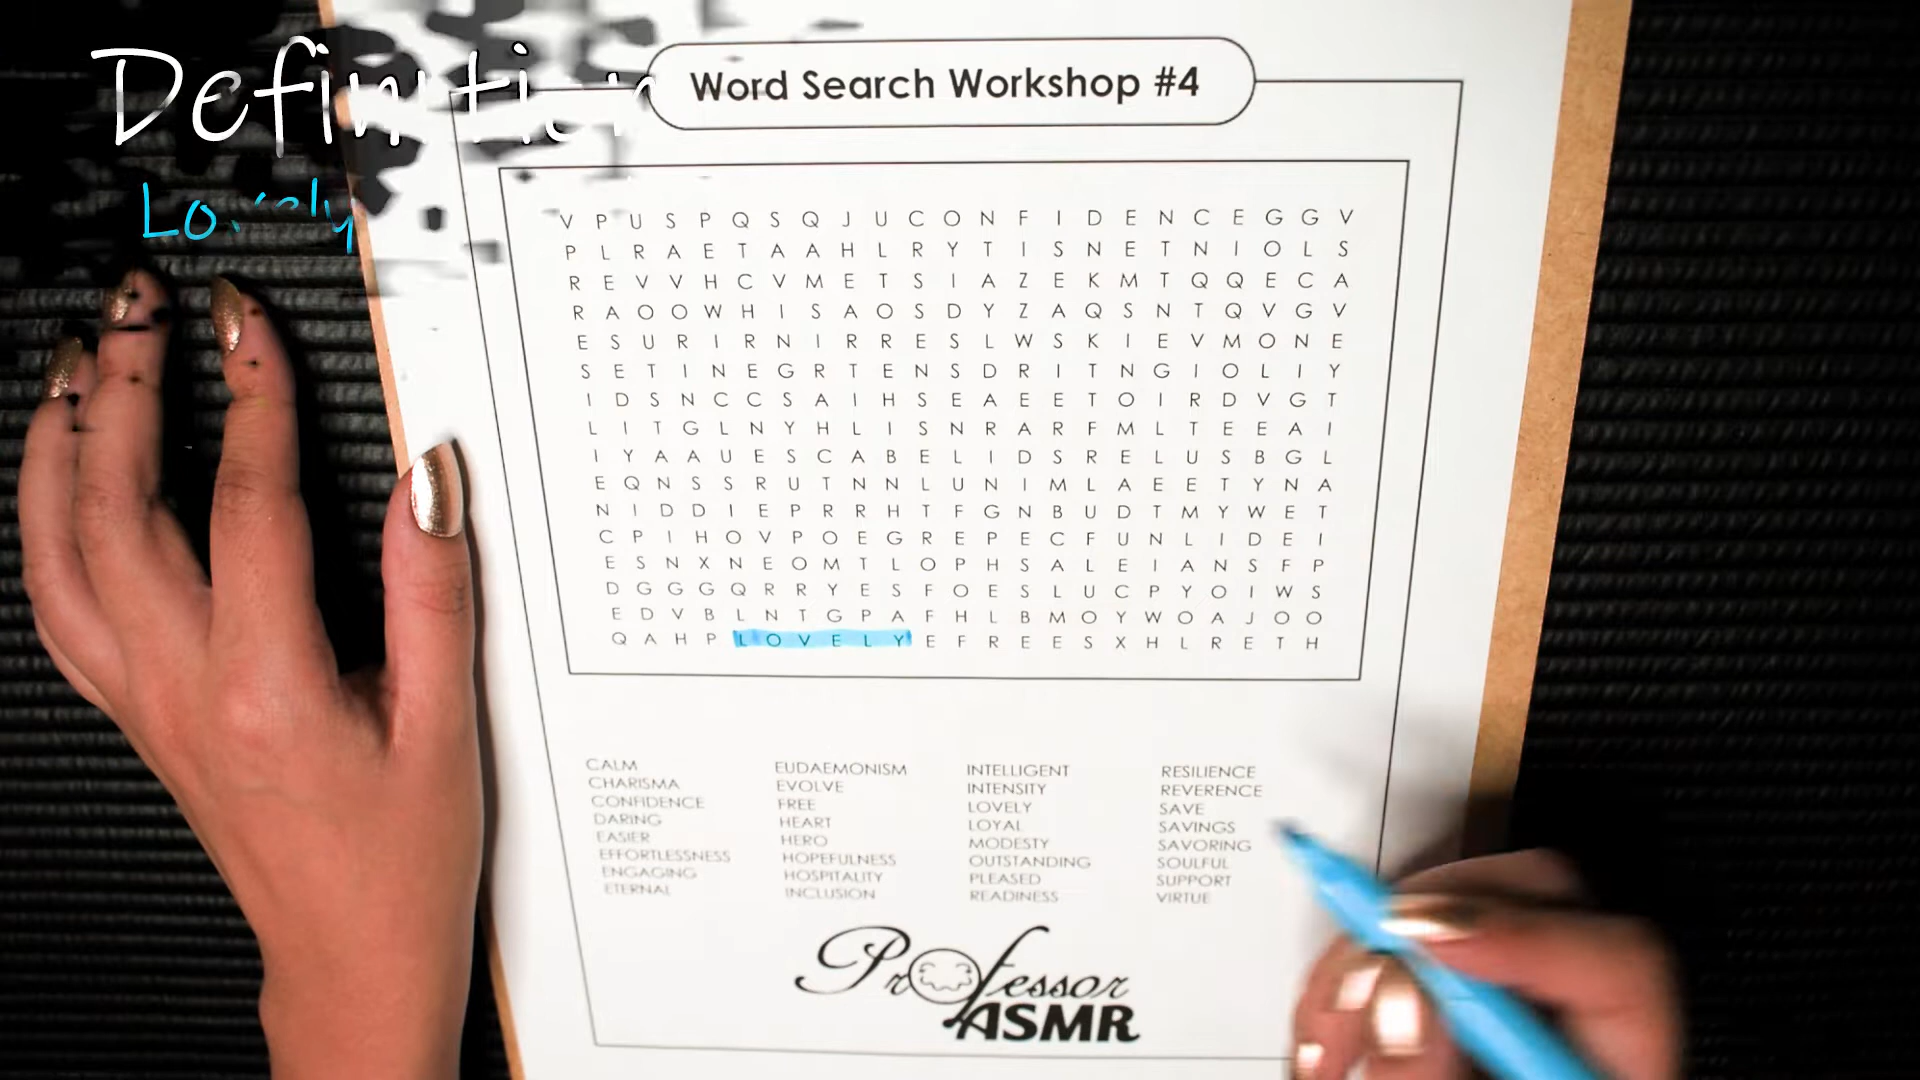 Definition
Lovely
Word Search Workshop #4
V P U S P Q S Q J U C O N F I D E N C E G G V
P L R A E T A A H L R Y T I S N E T N I O L S
R E V V H C V M E T S I A Z E K M T Q Q E C A
R A O O W H I S A O S D Y Z A Q S N T Q V G V
E S U R I R N I R R E S L W S K I E V M O N E
S E T I N E G R T E N S D R I T N G I O L I Y
I D S N C C S A I H S E A E E T O I R D V G T
L I T G L N Y H L I S N R A R F M L T E E A I
I Y A A U E S C A B E L I D S R E L U S B G L
E Q N S S R U T N N L U N I M L A E E T Y N A
N I D D I E P R R H T F G N B U D T M Y W E T
C P I H O V P O E G R E P E C F U N L I D E I
E S N X N E O M T L O P H S A L E I A N S F P
D G G G Q R R Y E S F O E S L U C P Y O I W S
E D V B L N T G P A F H L B M O Y W O A J O O
Q A H P L O V E L Y E F R E E S X H L R E T H
CALM EUDAEMONISM INTELLIGENT RESILIENCE
CHARISMA EVOLVE INTENSITY REVERENCE
CONFIDENCE FREE LOVELY SAVE
DARING HEART LOYAL SAVINGS
EASIER HERO MODESTY SAVORING
EFFORTLESSNESS HOPEFULNESS OUTSTANDING SOULFUL
ENGAGING HOSPITALITY PLEASED SUPPORT
ETERNAL INCLUSION READINESS VIRTUE
Professor
ASMR